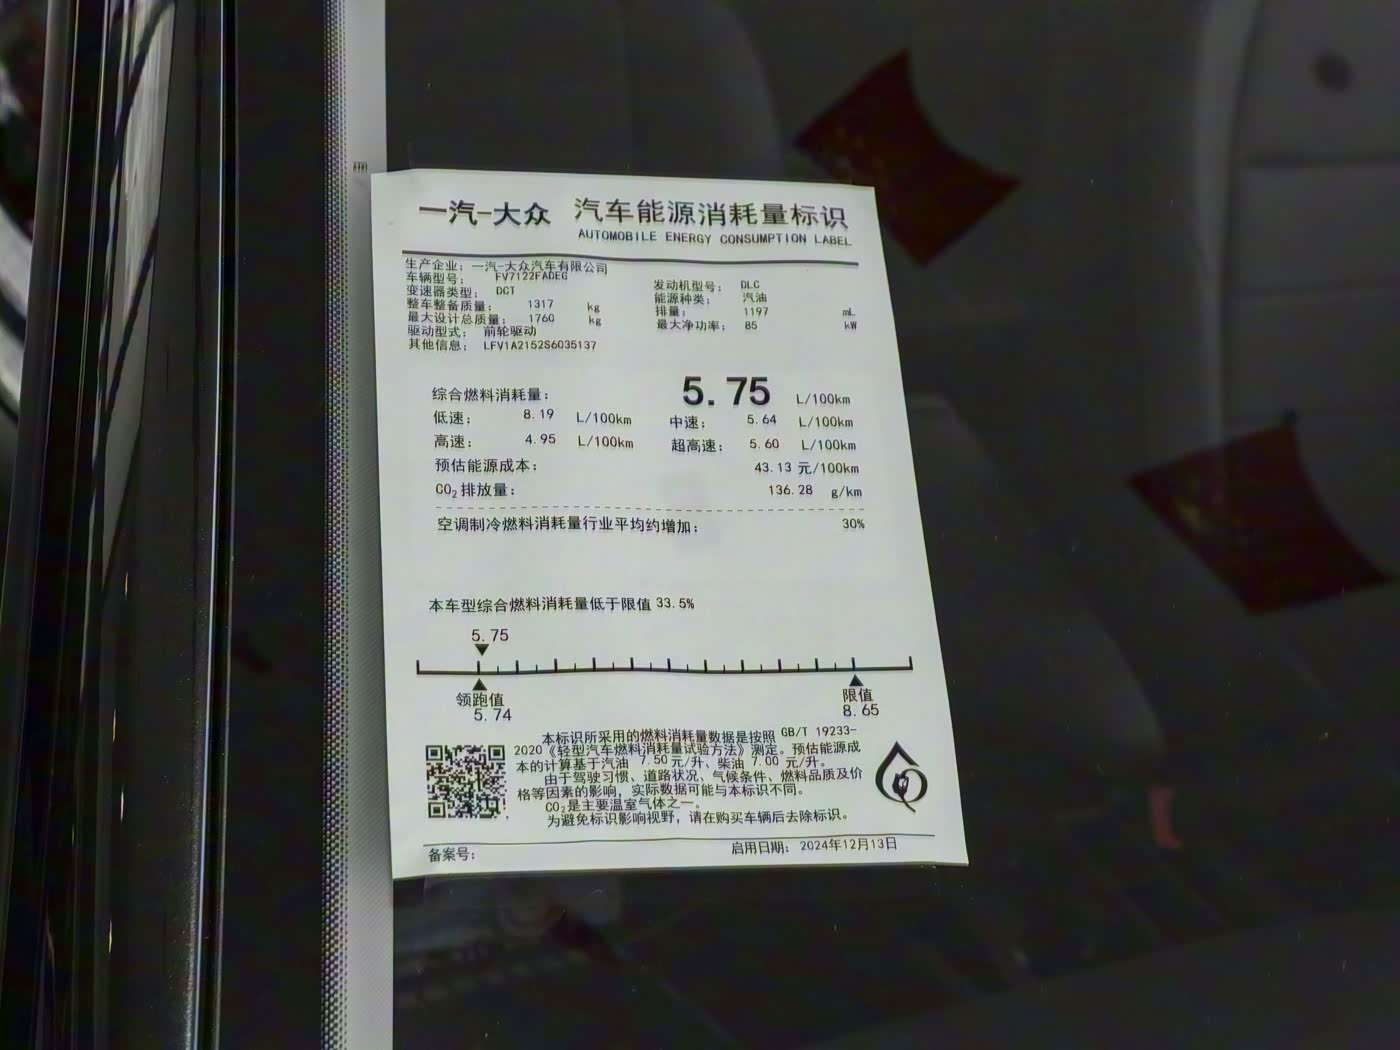 一汽-大众 汽车能源消耗量标识
AUTOMOBILE ENERGY CONSUMPTION LABEL
生产企业: 一汽-大众汽车有限公司
车辆型号: FV7122FADEG 发动机型号: DLC
变速器类型: DCT 能源种类: 汽油
整车整备质量: 1317 kg 排量: 1197 mL
最大设计总质量: 1760 kg 最大净功率: 85 kW
驱动型式: 前轮驱动
其他信息: LFV1A2152S6035137
综合燃料消耗量: 5.75 L/100km
低速: 8.19 L/100km 中速: 5.64 L/100km
高速: 4.95 L/100km 超高速: 5.60 L/100km
预估能源成本: 43.13 元/100km
CO₂排放量: 136.28 g/km
空调制冷燃料消耗量行业平均约增加: 30%
本车型综合燃料消耗量低于限值 33.5%
5.75
领跑值 限值
5.74 8.65
本标识所采用的燃料消耗量数据是按照 GB/T 19233-
2020《轻型汽车燃料消耗量试验方法》测定。预估能源成
本的计算基于汽油 7.50 元/升、柴油 7.00 元/升。
由于驾驶习惯、道路状况、气候条件、燃料品质及价
格等因素的影响，实际数据可能与本标识不同。
CO₂是主要温室气体之一。
为避免标识影响视野，请在购买车辆后去除标识。
备案号: 启用日期: 2024年12月13日